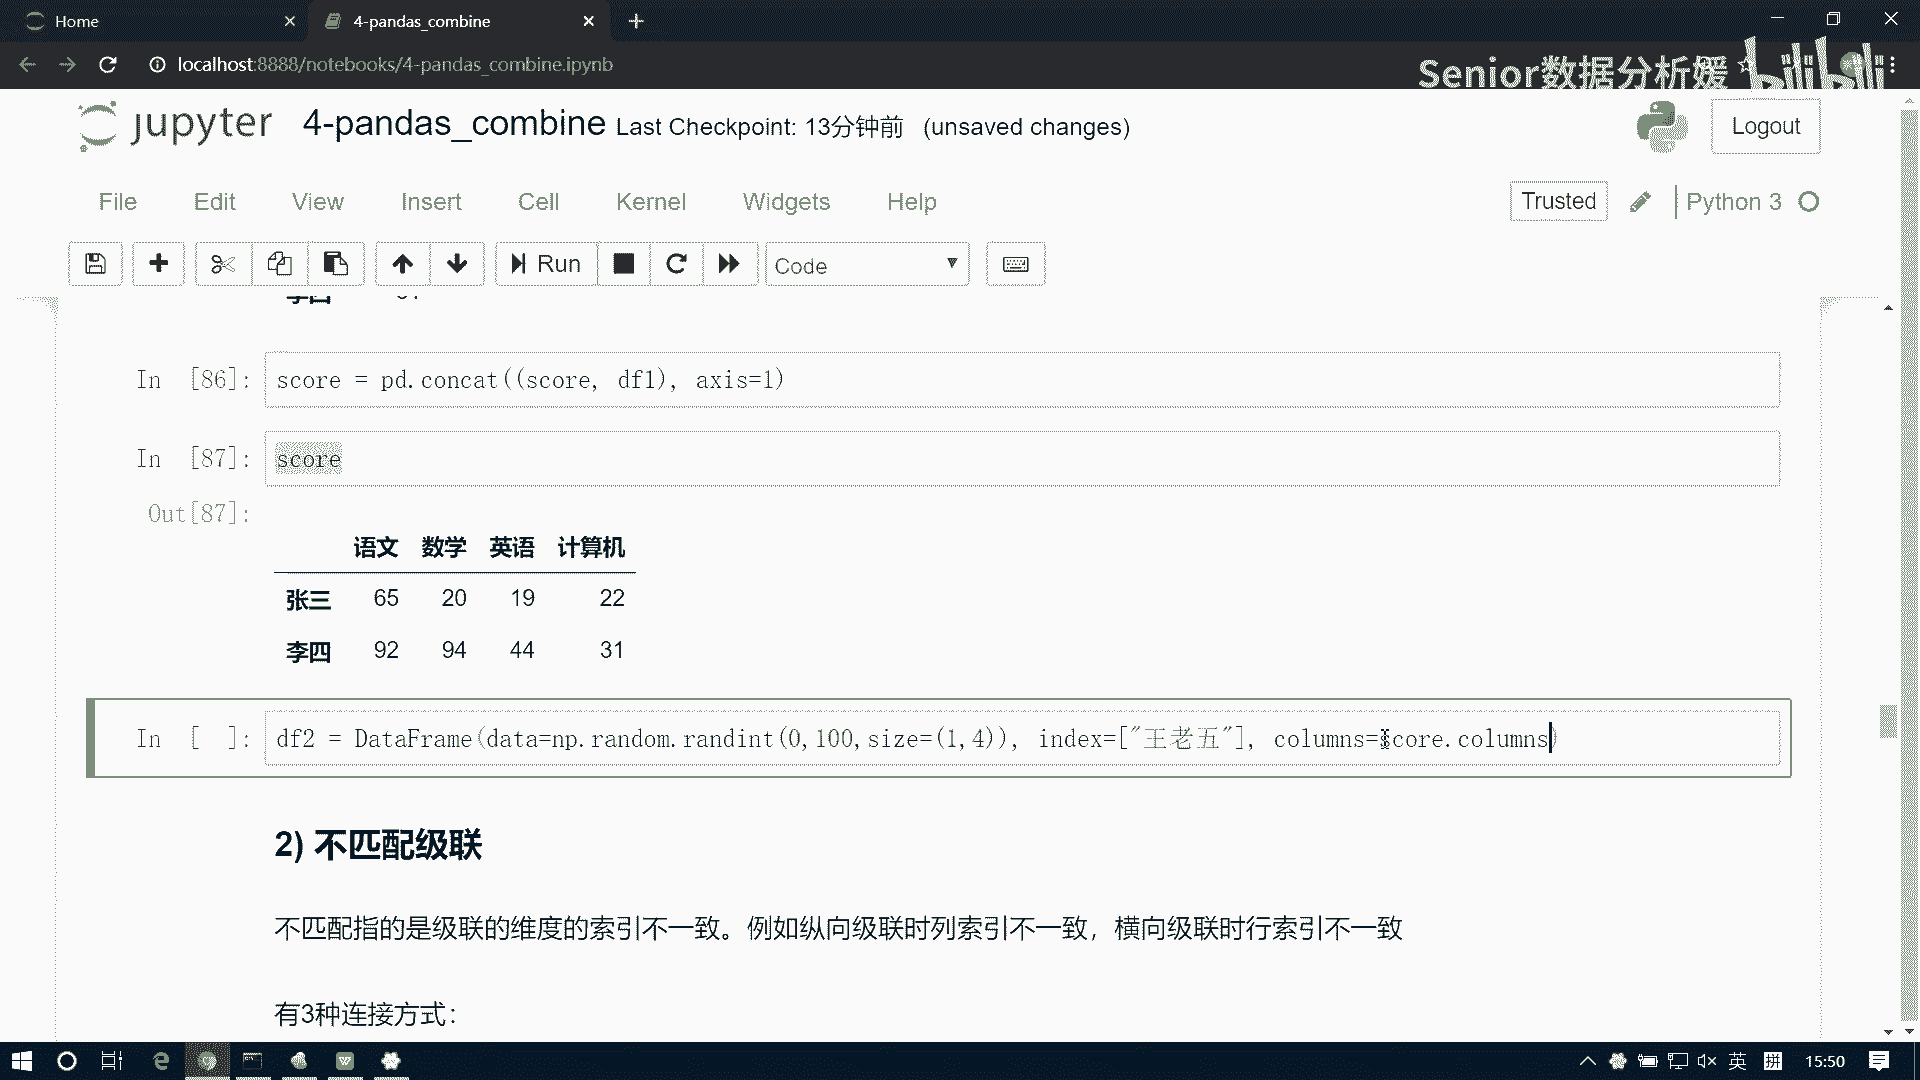 Home
4-pandas_combine
localhost:8888/notebooks/4-pandas_combine.ipynb
Senior数据分析媛
bilibili
jupyter
4-pandas_combine Last Checkpoint: 13分钟前 (unsaved changes)
Logout
File Edit View Insert Cell Kernel Widgets Help
Trusted
Python 3
Run
Code
In [86]: score = pd.concat((score, df1), axis=1)
In [87]: score
Out[87]:
语文 数学 英语 计算机
张三 65 20 19 22
李四 92 94 44 31
In [ ]: df2 = DataFrame(data=np.random.randint(0,100,size=(1,4)), index=["王老五"], columns=score.columns)
2) 不匹配级联
不匹配指的是级联的维度的索引不一致。例如纵向级联时列索引不一致，横向级联时行索引不一致
有3种连接方式：
英
拼
15:50